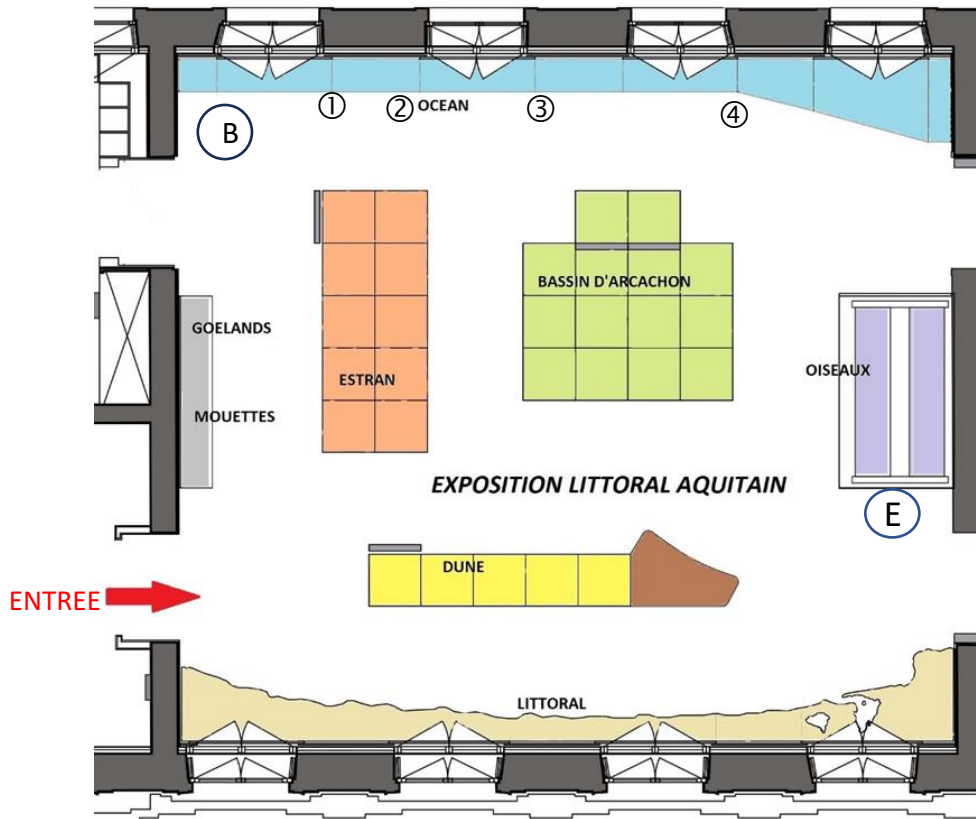 ① ② OCEAN ③ ④
B
BASSIN D'ARCACHON
GOELANDS
OISEAUX
ESTRAN
MOUETTES
EXPOSITION LITTORAL AQUITAIN
E
DUNE
ENTREE
LITTORAL